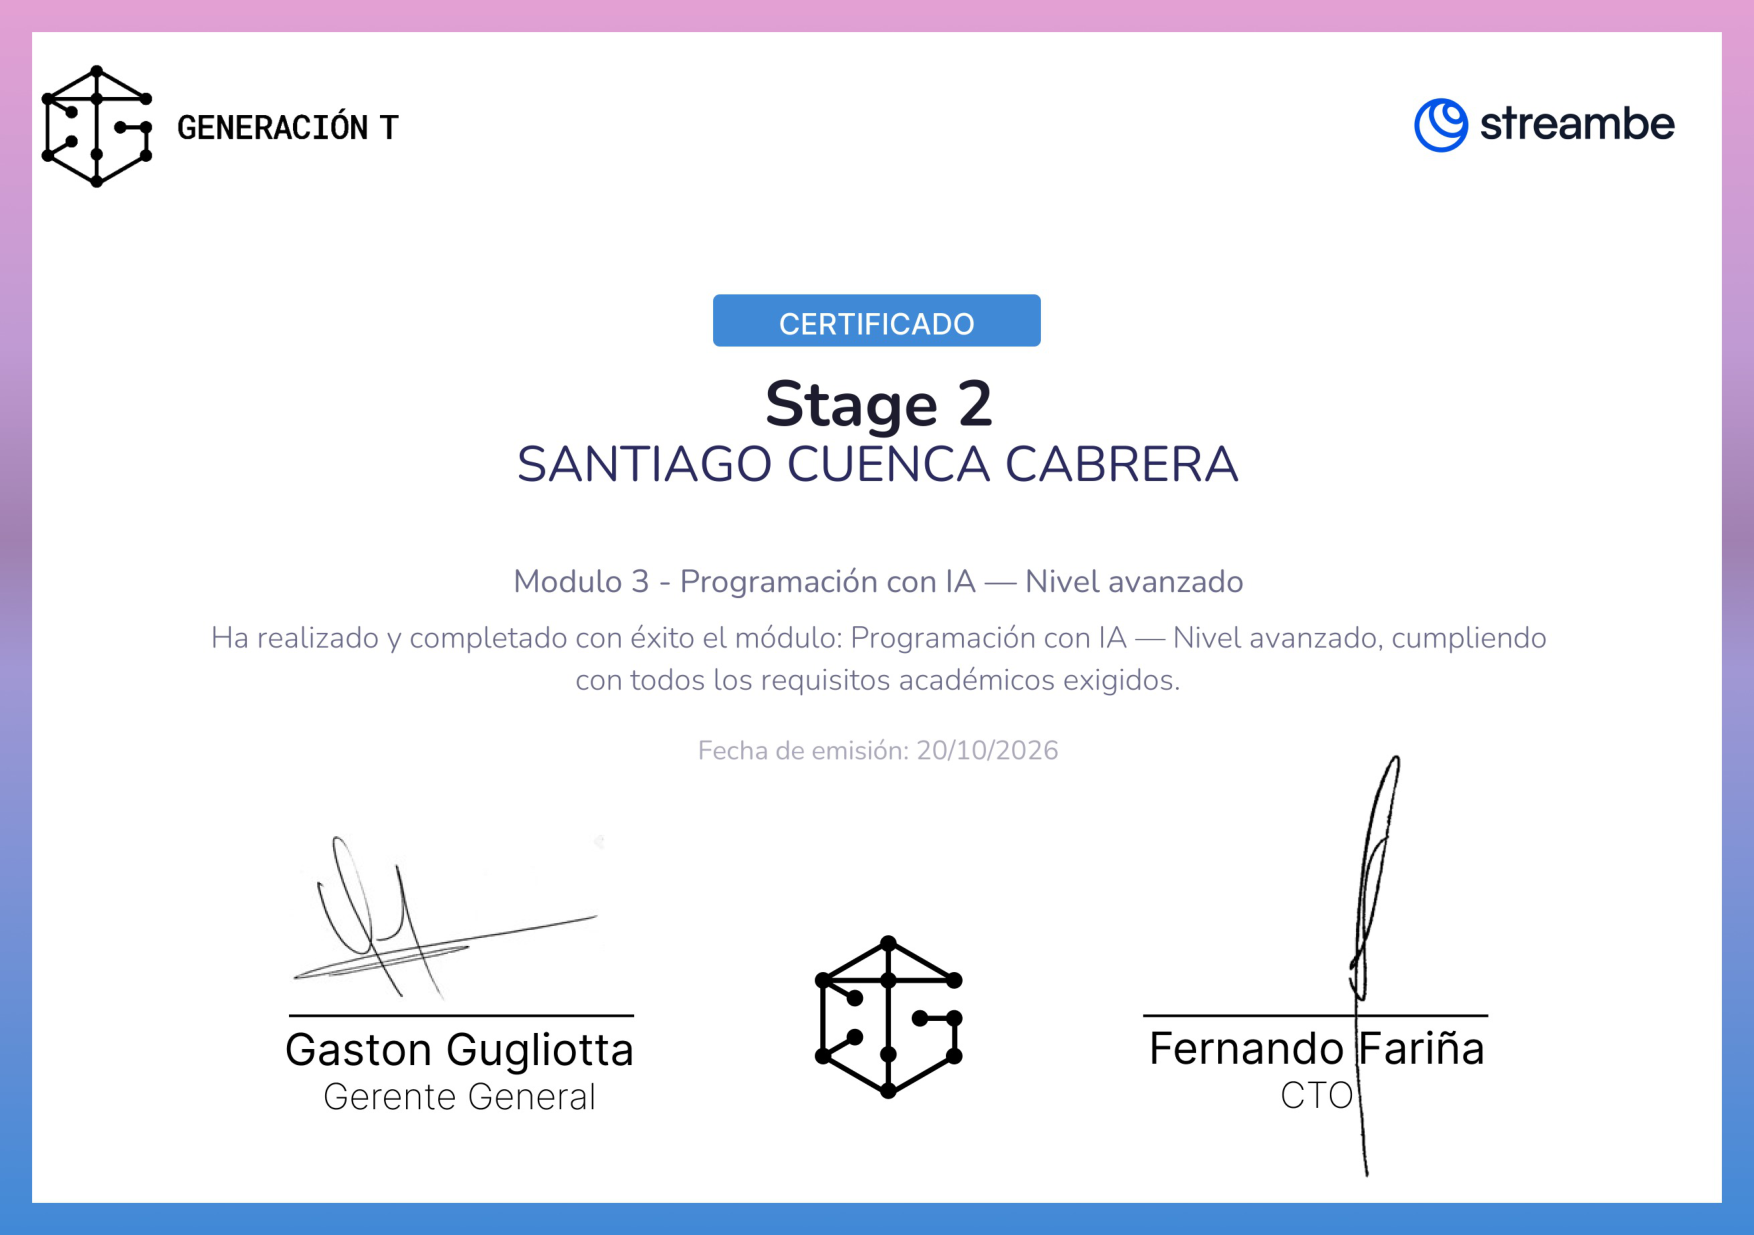 GENERACIÓN T
streambe
CERTIFICADO
Stage 2
SANTIAGO CUENCA CABRERA
Modulo 3 - Programación con IA — Nivel avanzado
Ha realizado y completado con éxito el módulo: Programación con IA — Nivel avanzado, cumpliendo
con todos los requisitos académicos exigidos.
Fecha de emisión: 20/10/2026
Gaston Gugliotta
Gerente General
Fernando Fariña
CTO